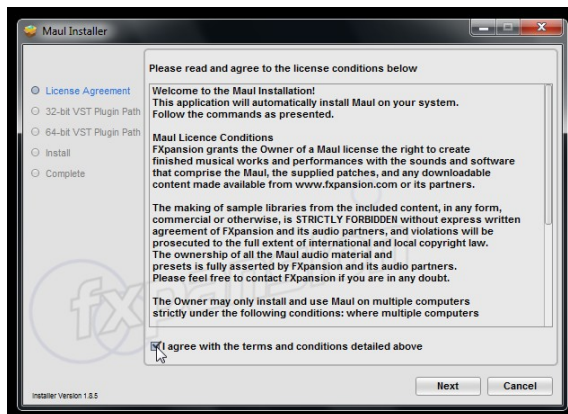 Maul Installer
Please read and agree to the license conditions below
License Agreement
32-bit VST Plugin Path
64-bit VST Plugin Path
Install
Complete
Welcome to the Maul Installation!
This application will automatically install Maul on your system.
Follow the commands as presented.
Maul Licence Conditions
FXpansion grants the Owner of a Maul license the right to create
finished musical works and performances with the sounds and software
that comprise the Maul, the supplied patches, and any downloadable
content made available from www.fxpansion.com or its partners.
The making of sample libraries from the included content, in any form,
commercial or otherwise, is STRICTLY FORBIDDEN without express written
agreement of FXpansion and its audio partners, and violations will be
prosecuted to the full extent of international and local copyright law.
The ownership of all the Maul audio material and
presets is fully asserted by FXpansion and its audio partners.
Please feel free to contact FXpansion if you are in any doubt.
The Owner may only install and use Maul on multiple computers
strictly under the following conditions: where multiple computers
fxpansion
I agree with the terms and conditions detailed above
Installer Version 1.8.5
Next
Cancel